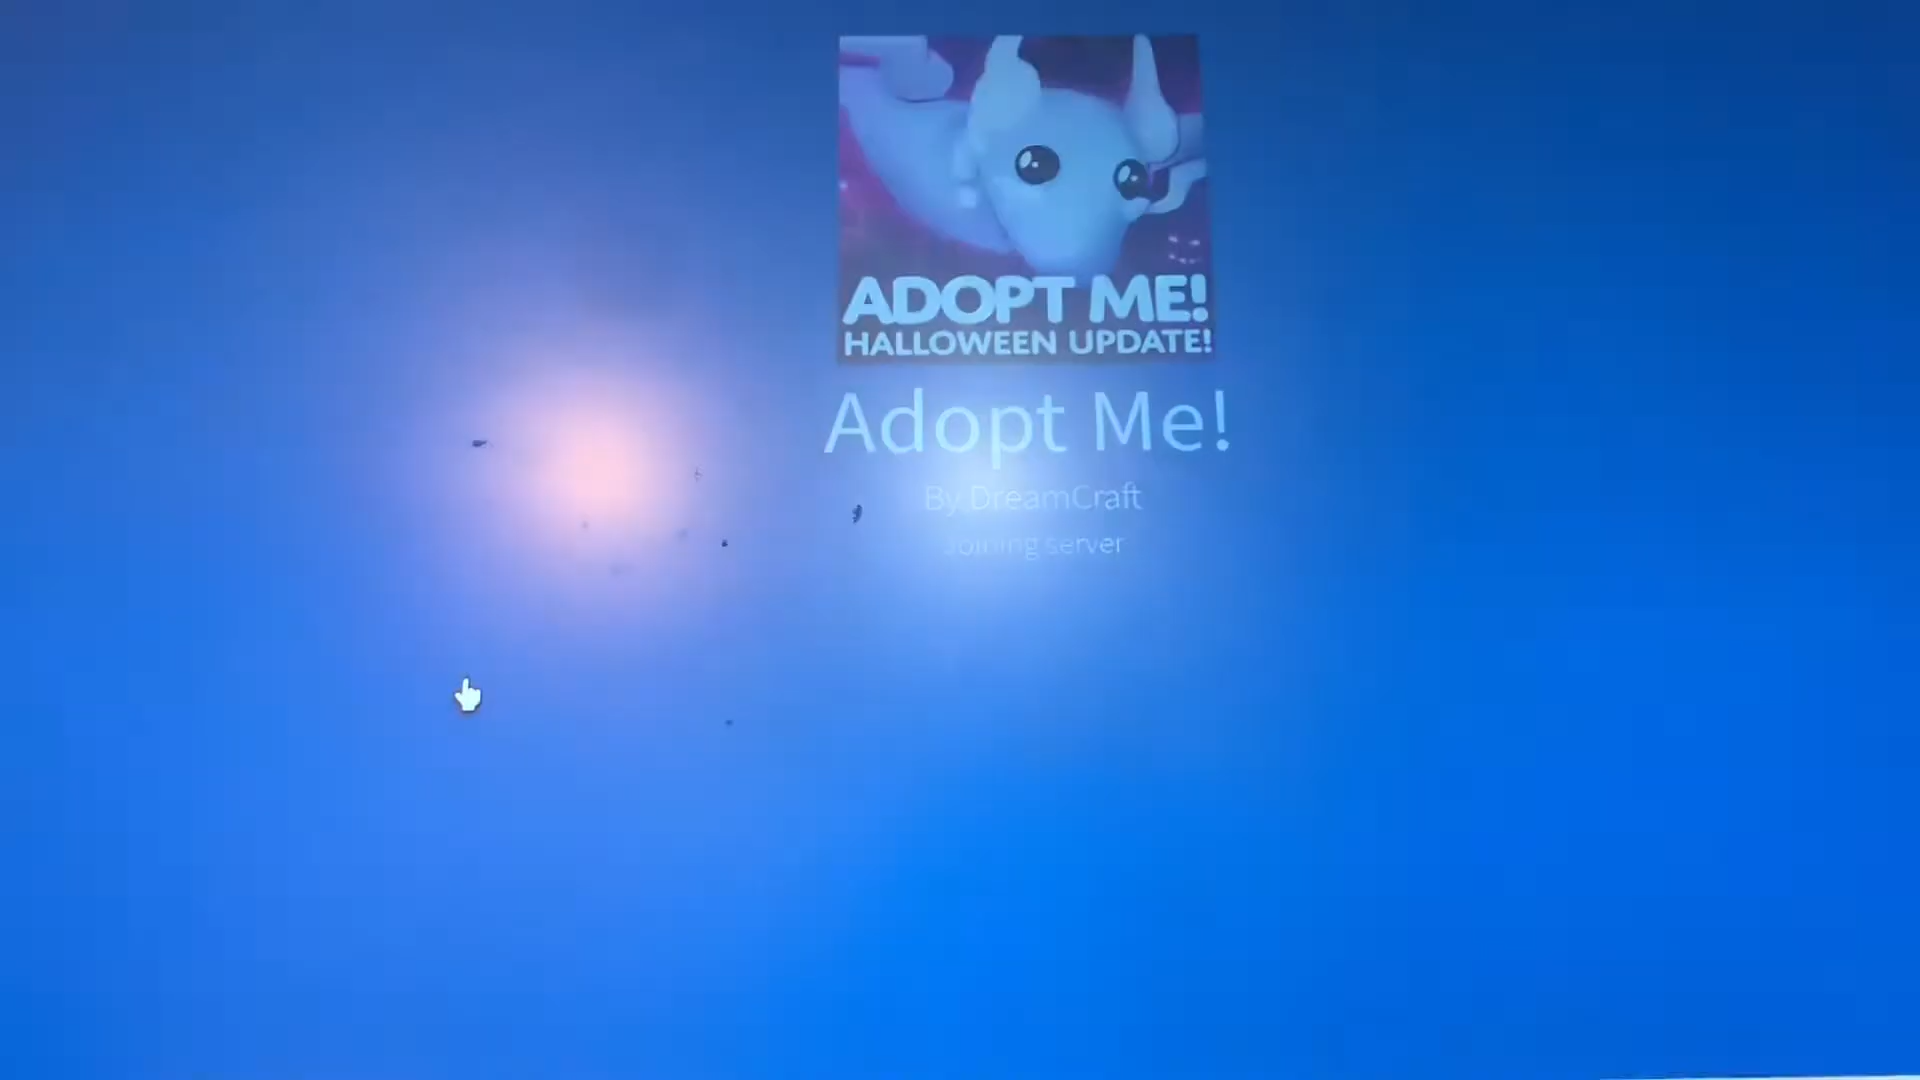 ADOPT ME!
HALLOWEEN UPDATE!
Adopt Me!
By DreamCraft
Joining server